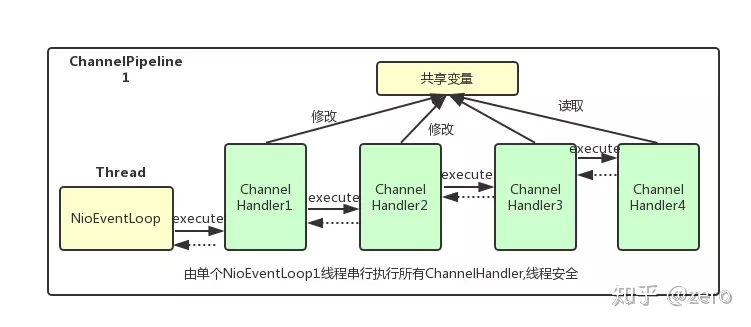 ChannelPipeline
1
共享变量
修改
修改
读取
Thread
NioEventLoop
execute
Channel
Handler1
execute
Channel
Handler2
execute
Channel
Handler3
execute
Channel
Handler4
由单个NioEventLoop1线程串行执行所有ChannelHandler,线程安全
知乎 @zero